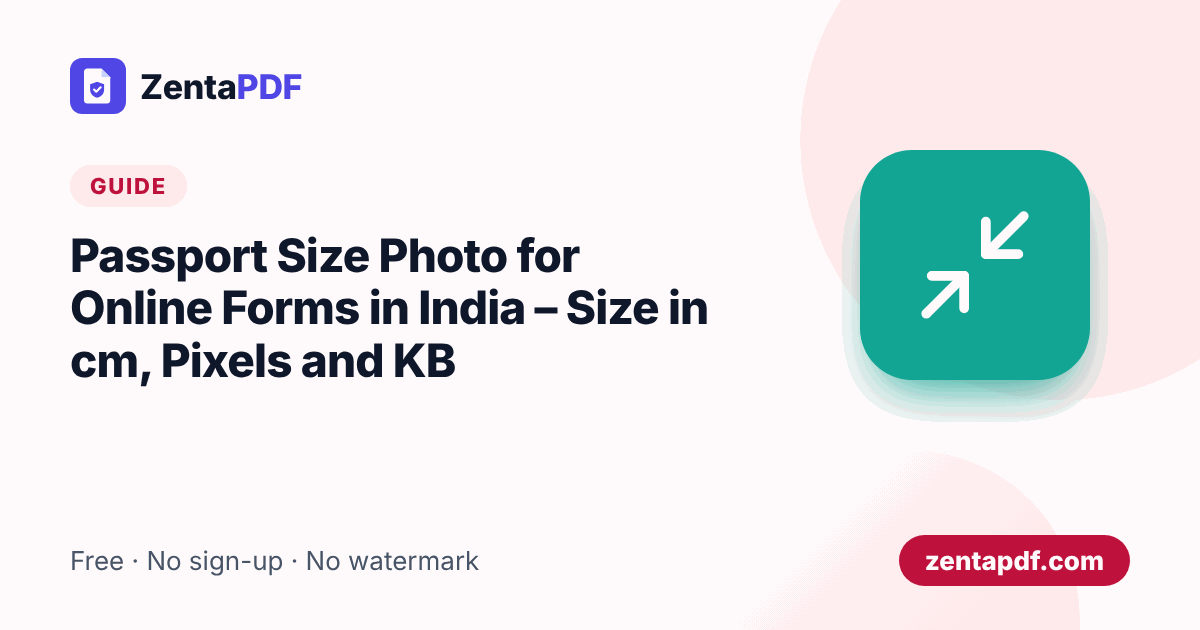 ZentaPDF
GUIDE
Passport Size Photo for
Online Forms in India – Size in
cm, Pixels and KB
Free · No sign-up · No watermark
zentapdf.com